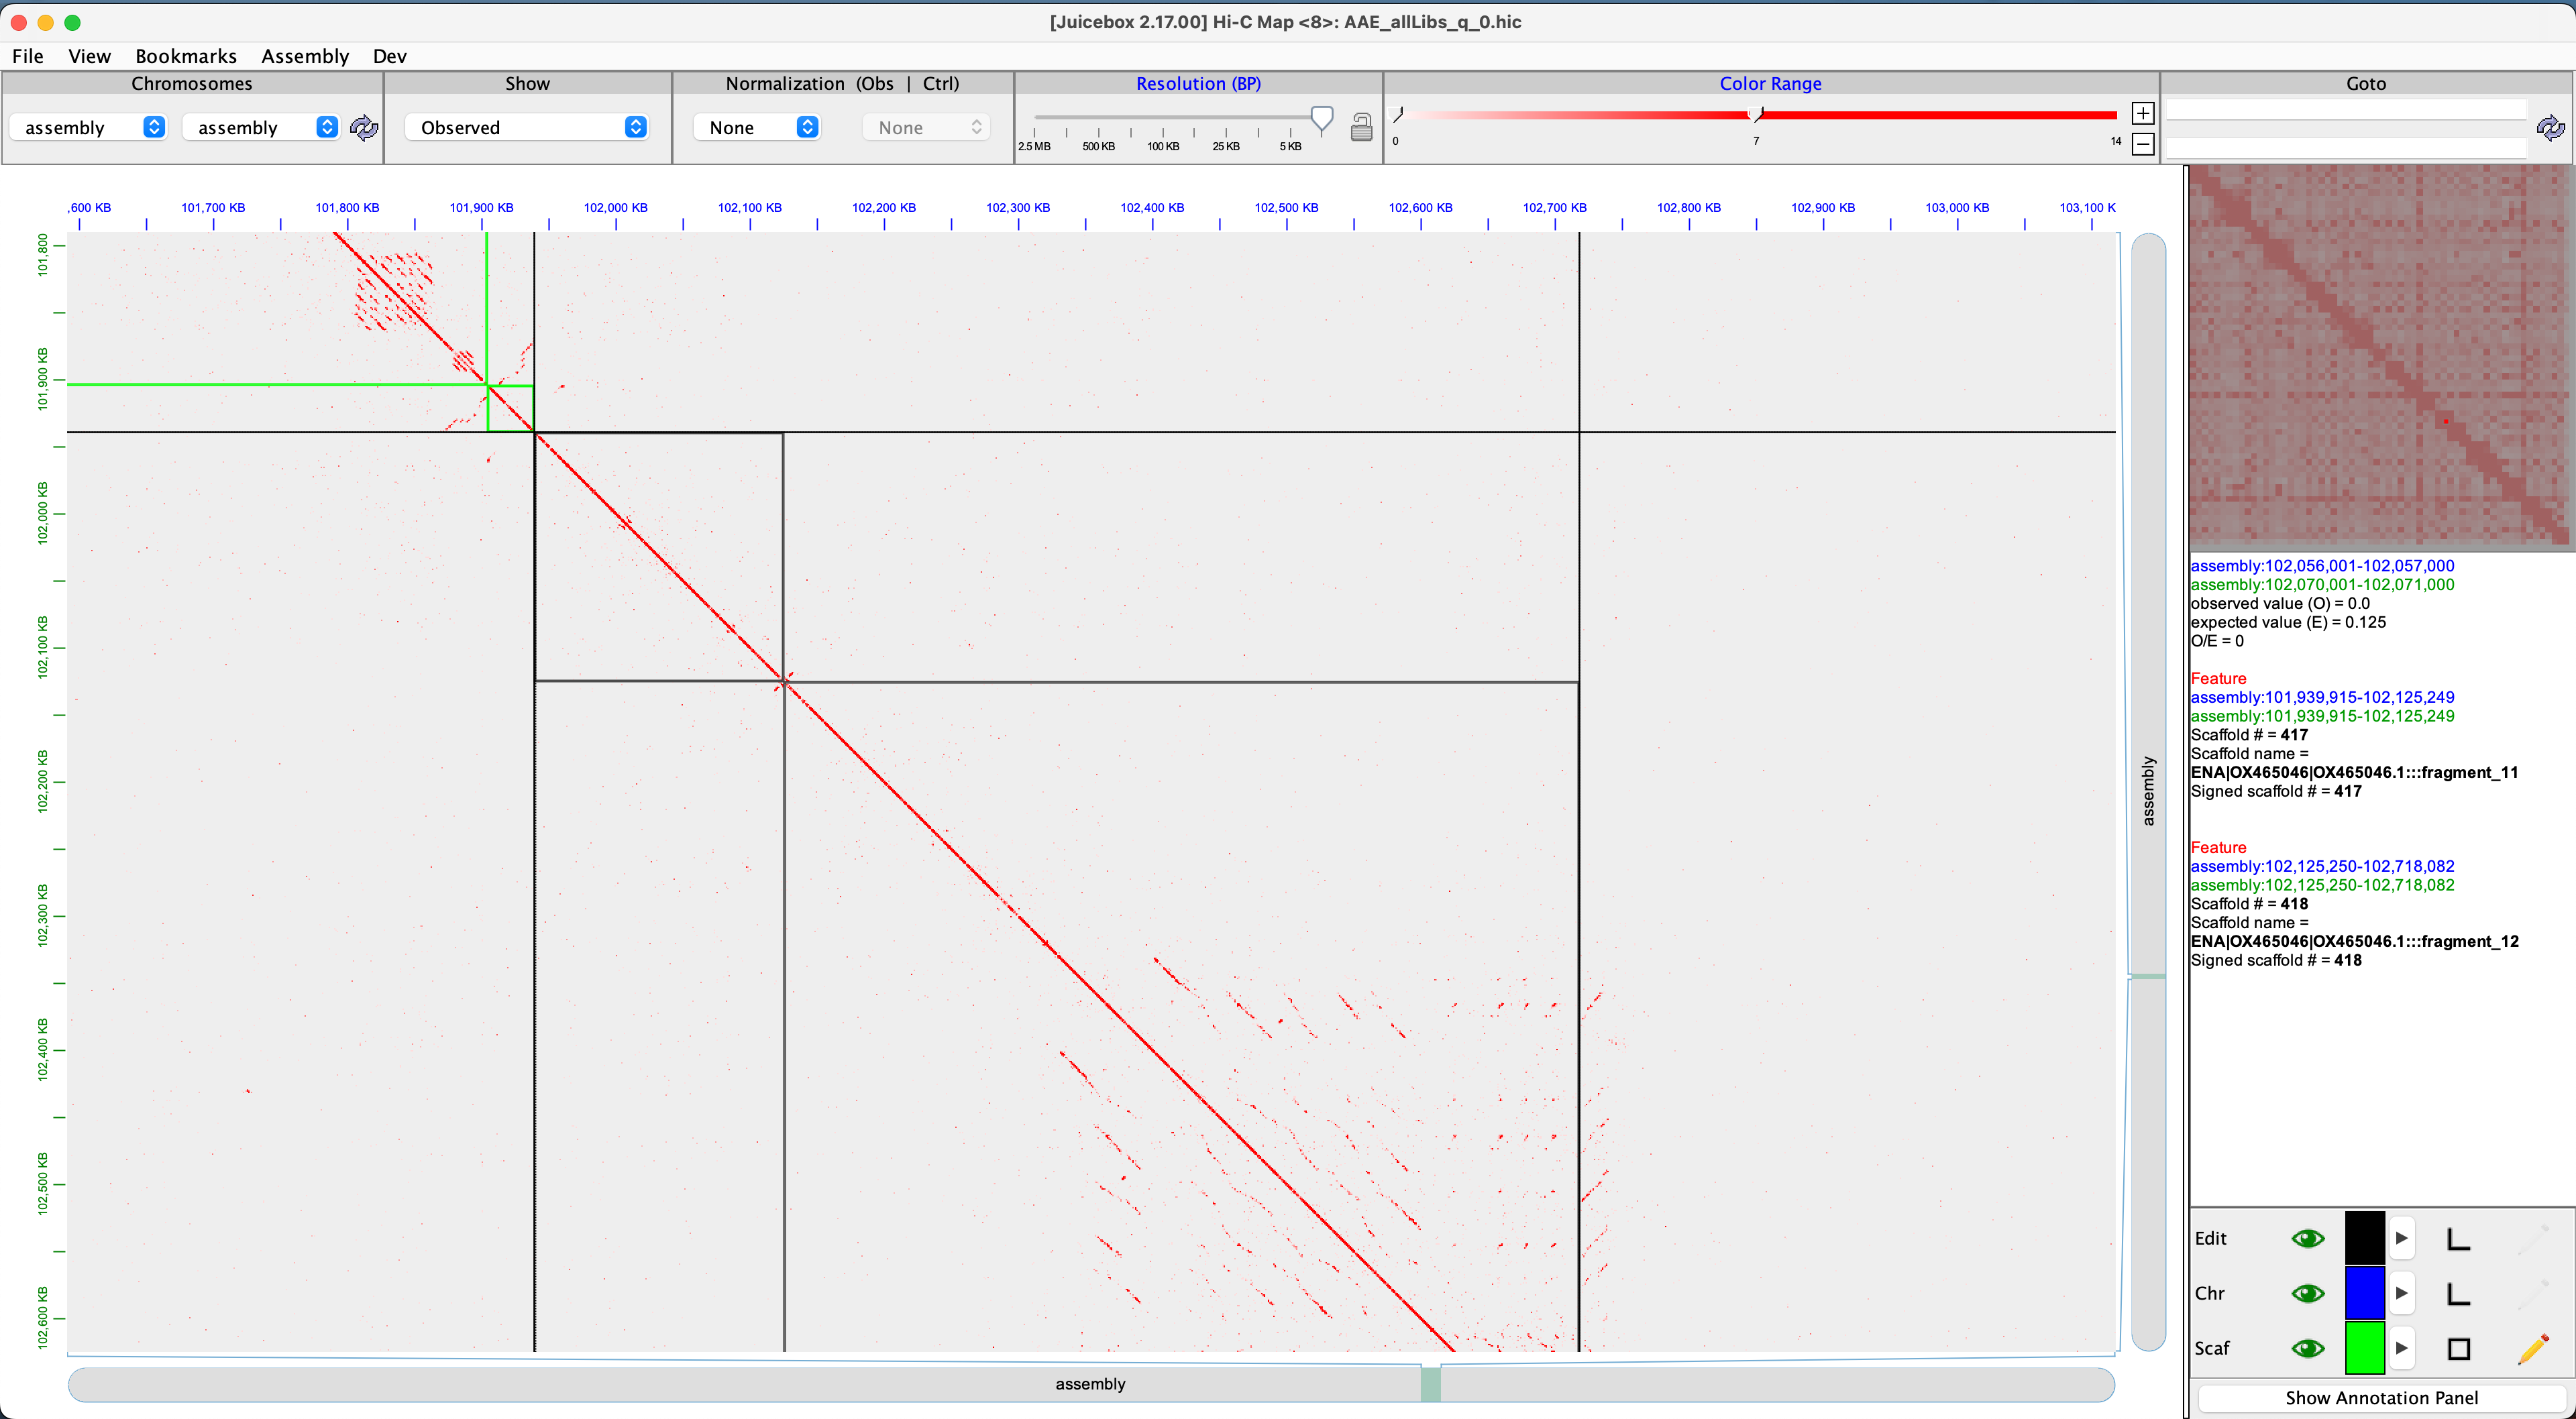 [Juicebox 2.17.00] Hi-C Map <8>: AAE_allLibs_q_0.hic
File View Bookmarks Assembly Dev
Chromosomes Show Normalization (Obs | Ctrl) Resolution (BP) Color Range Goto
assembly assembly Observed None None
2.5 MB 500 KB 100 KB 25 KB 5 KB
0 7 14
,600 KB 101,700 KB 101,800 KB 101,900 KB 102,000 KB 102,100 KB 102,200 KB 102,300 KB 102,400 KB 102,500 KB 102,600 KB 102,700 KB 102,800 KB 102,900 KB 103,000 KB 103,100 K
101,800
101,900 KB
102,000 KB
102,100 KB
102,200 KB
102,300 KB
102,400 KB
102,500 KB
102,600 KB
assembly
assembly
assembly:102,056,001-102,057,000
assembly:102,070,001-102,071,000
observed value (O) = 0.0
expected value (E) = 0.125
O/E = 0
Feature
assembly:101,939,915-102,125,249
assembly:101,939,915-102,125,249
Scaffold # = 417
Scaffold name =
ENA|OX465046|OX465046.1:::fragment_11
Signed scaffold # = 417
Feature
assembly:102,125,250-102,718,082
assembly:102,125,250-102,718,082
Scaffold # = 418
Scaffold name =
ENA|OX465046|OX465046.1:::fragment_12
Signed scaffold # = 418
Edit
Chr
Scaf
Show Annotation Panel